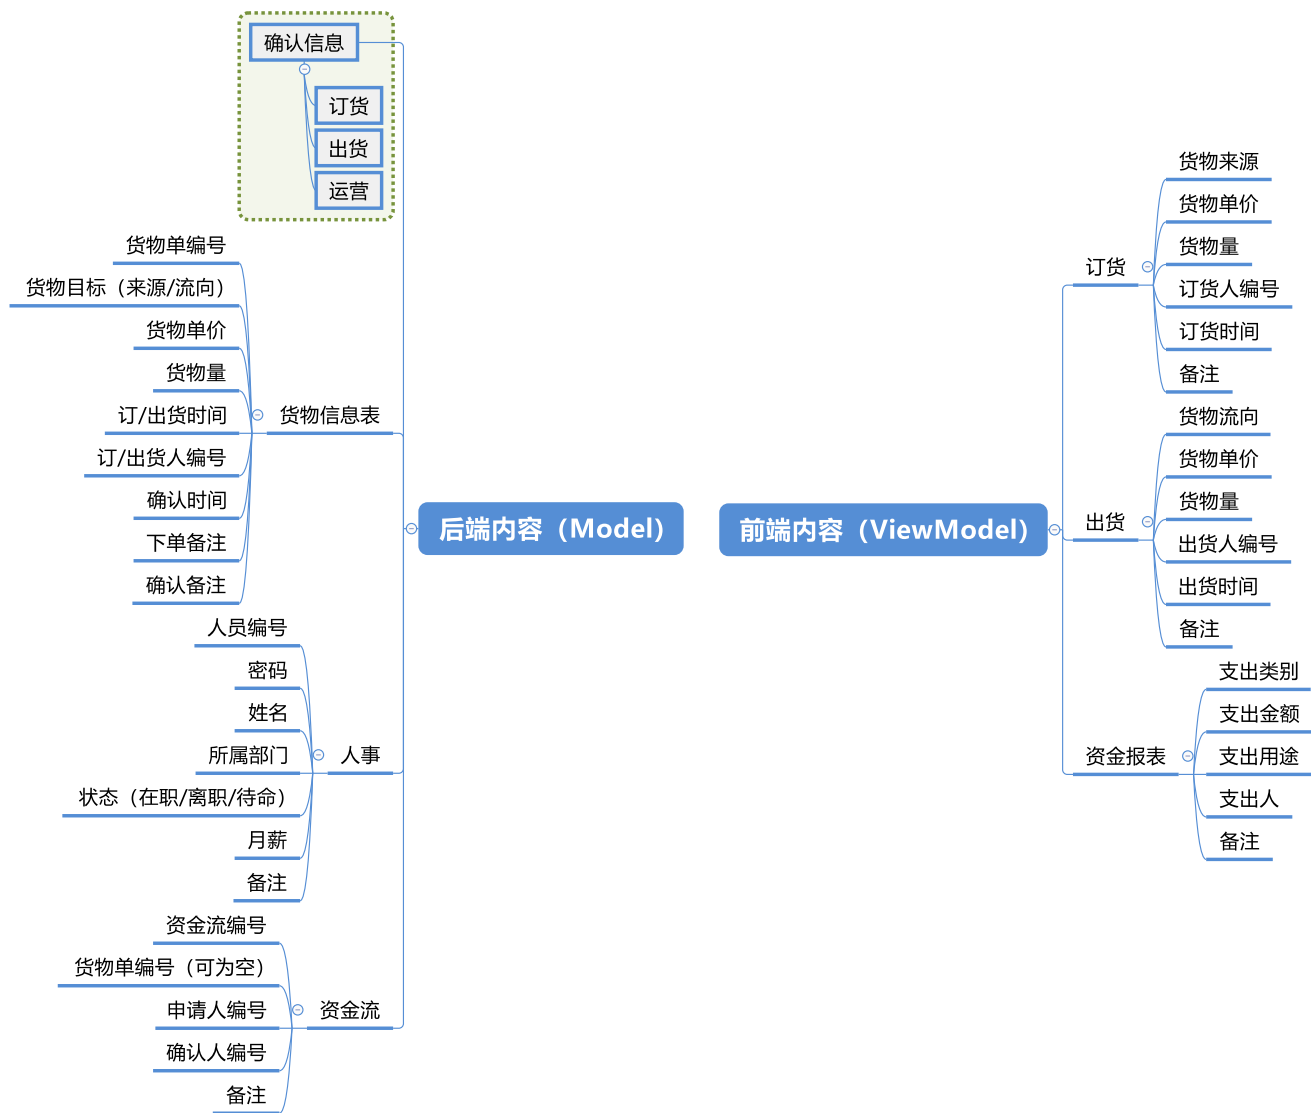 确认信息
订货
出货
运营
货物单编号
货物目标（来源/流向）
货物单价
货物量
订/出货时间
订/出货人编号
确认时间
下单备注
确认备注
货物信息表
人员编号
密码
姓名
所属部门
状态（在职/离职/待命）
月薪
备注
人事
资金流编号
货物单编号（可为空）
申请人编号
确认人编号
备注
资金流
后端内容（Model）
前端内容（ViewModel）
订货
货物来源
货物单价
货物量
订货人编号
订货时间
备注
出货
货物流向
货物单价
货物量
出货人编号
出货时间
备注
资金报表
支出类别
支出金额
支出用途
支出人
备注